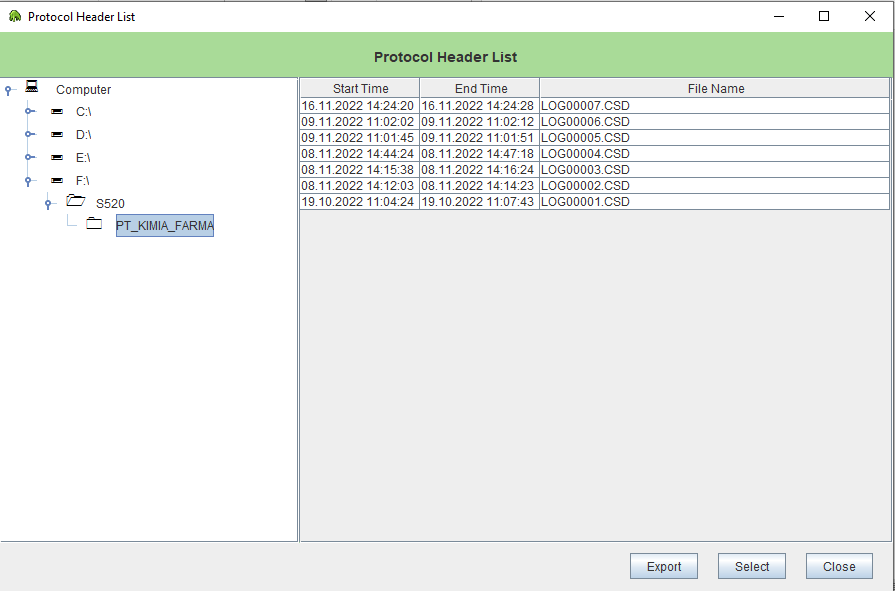 Protocol Header List
Protocol Header List
Computer
C:\
D:\
E:\
F:\
S520
PT_KIMIA_FARMA
Start Time End Time File Name
16.11.2022 14:24:20 16.11.2022 14:24:28 LOG00007.CSD
09.11.2022 11:02:02 09.11.2022 11:02:12 LOG00006.CSD
09.11.2022 11:01:45 09.11.2022 11:01:51 LOG00005.CSD
08.11.2022 14:44:24 08.11.2022 14:47:18 LOG00004.CSD
08.11.2022 14:15:38 08.11.2022 14:16:24 LOG00003.CSD
08.11.2022 14:12:03 08.11.2022 14:14:23 LOG00002.CSD
19.10.2022 11:04:24 19.10.2022 11:07:43 LOG00001.CSD
Export Select Close